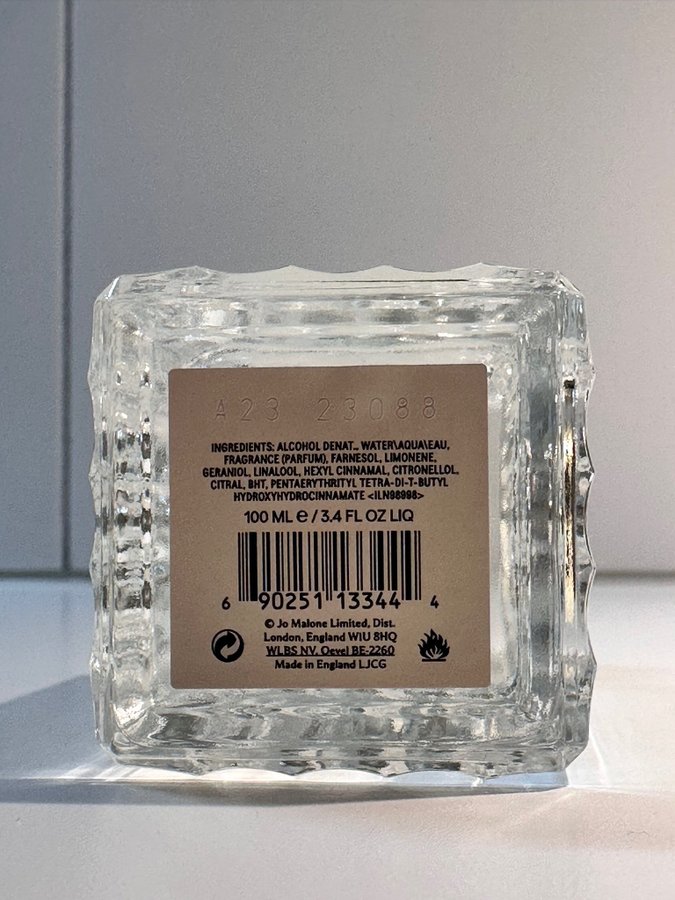 A23 23088
INGREDIENTS: ALCOHOL DENAT., WATER\AQUA\EAU,
FRAGRANCE (PARFUM), FARNESOL, LIMONENE,
GERANIOL, LINALOOL, HEXYL CINNAMAL, CITRONELLOL,
CITRAL, BHT, PENTAERYTHRITYL TETRA-DI-T-BUTYL
HYDROXYHYDROCINNAMATE <ILN98998>
100 ML e / 3.4 FL OZ LIQ
6 90251 13344 4
© Jo Malone Limited, Dist.
London, England W1U 8HQ
WLBS NV, Oevel BE-2260
Made in England LJCG